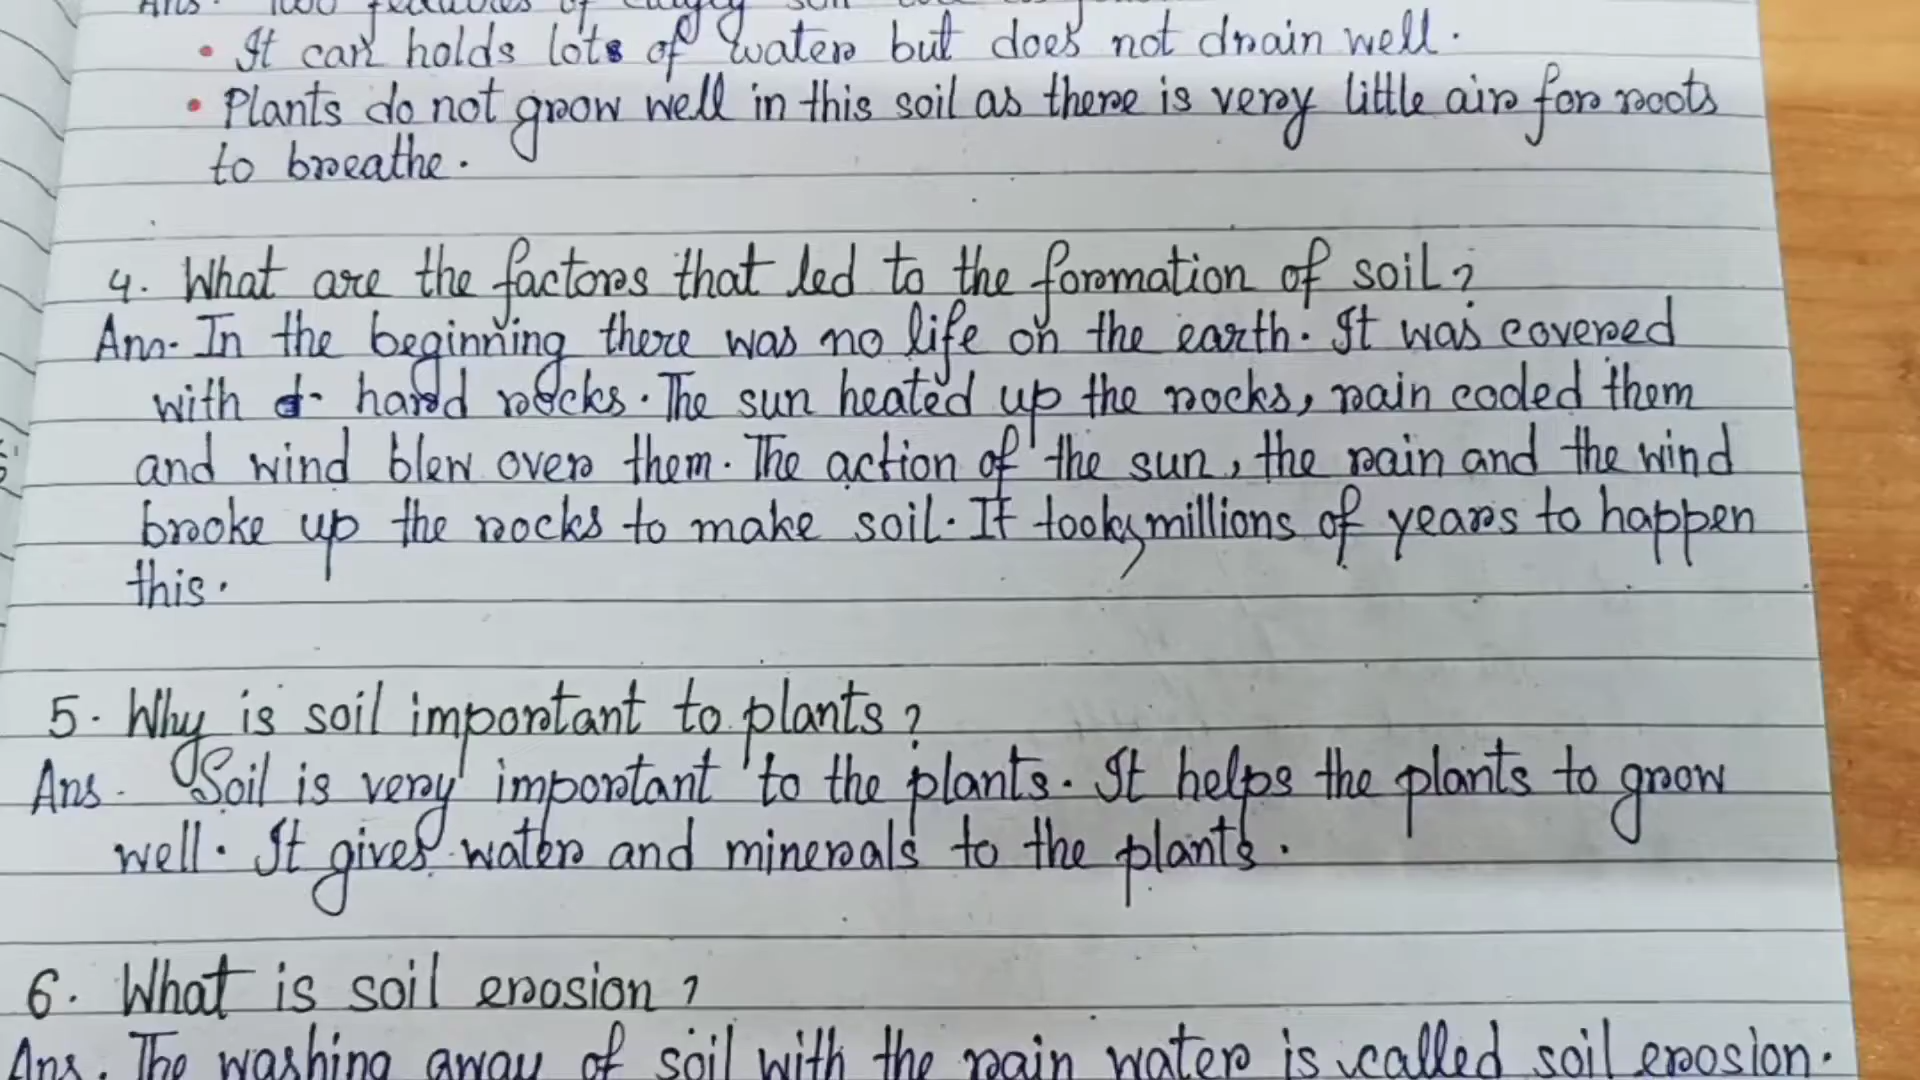 Ans. Two features of clayey soil
• It can holds lots of water but does not drain well.
• Plants do not grow well in this soil as there is very little air for roots
to breathe.
4. What are the factors that led to the formation of soil?
Ans. In the beginning there was no life on the earth. It was covered
with hard rocks. The sun heated up the rocks, rain cooled them
and wind blew over them. The action of the sun, the rain and the wind
broke up the rocks to make soil. It took millions of years to happen
this.
5. Why is soil important to plants?
Ans. Soil is very important to the plants. It helps the plants to grow
well. It gives water and minerals to the plants.
6. What is soil erosion?
Ans. The washing away of soil with the rain water is called soil erosion.